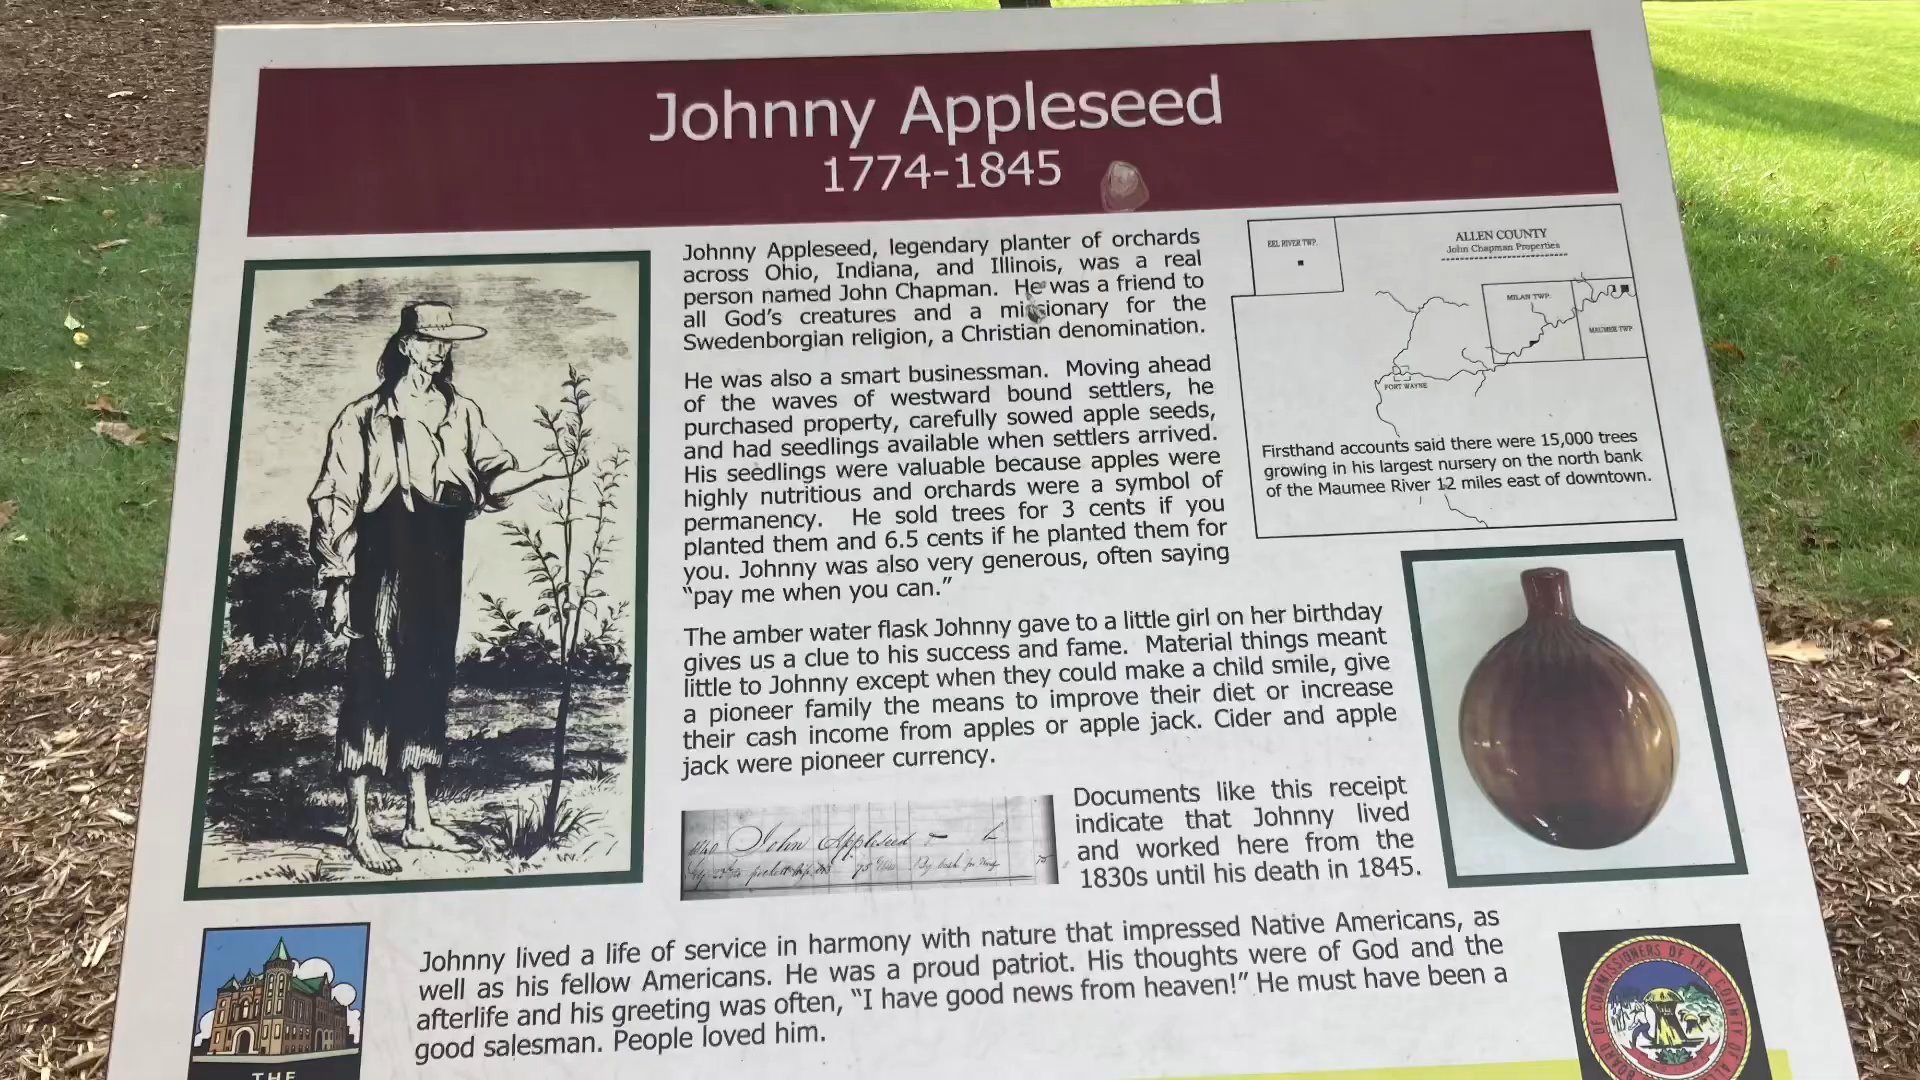 Johnny Appleseed
1774-1845
Johnny Appleseed, legendary planter of orchards
across Ohio, Indiana, and Illinois, was a real
person named John Chapman. He was a friend to
all God's creatures and a missionary for the
Swedenborgian religion, a Christian denomination.
He was also a smart businessman. Moving ahead
of the waves of westward bound settlers, he
purchased property, carefully sowed apple seeds,
and had seedlings available when settlers arrived.
His seedlings were valuable because apples were
highly nutritious and orchards were a symbol of
permanency. He sold trees for 3 cents if you
planted them and 6.5 cents if he planted them for
you. Johnny was also very generous, often saying
"pay me when you can."
EEL RIVER TWP.
ALLEN COUNTY
John Chapman Properties
MILAN TWP.
MAUMEE TWP
FORT WAYNE
Firsthand accounts said there were 15,000 trees
growing in his largest nursery on the north bank
of the Maumee River 12 miles east of downtown.
The amber water flask Johnny gave to a little girl on her birthday
gives us a clue to his success and fame. Material things meant
little to Johnny except when they could make a child smile, give
a pioneer family the means to improve their diet or increase
their cash income from apples or apple jack. Cider and apple
jack were pioneer currency.
John Appleseed
Documents like this receipt
indicate that Johnny lived
and worked here from the
1830s until his death in 1845.
Johnny lived a life of service in harmony with nature that impressed Native Americans, as
well as his fellow Americans. He was a proud patriot. His thoughts were of God and the
afterlife and his greeting was often, "I have good news from heaven!" He must have been a
good salesman. People loved him.
THE
BOARD OF COMMISSIONERS OF THE COUNTY OF